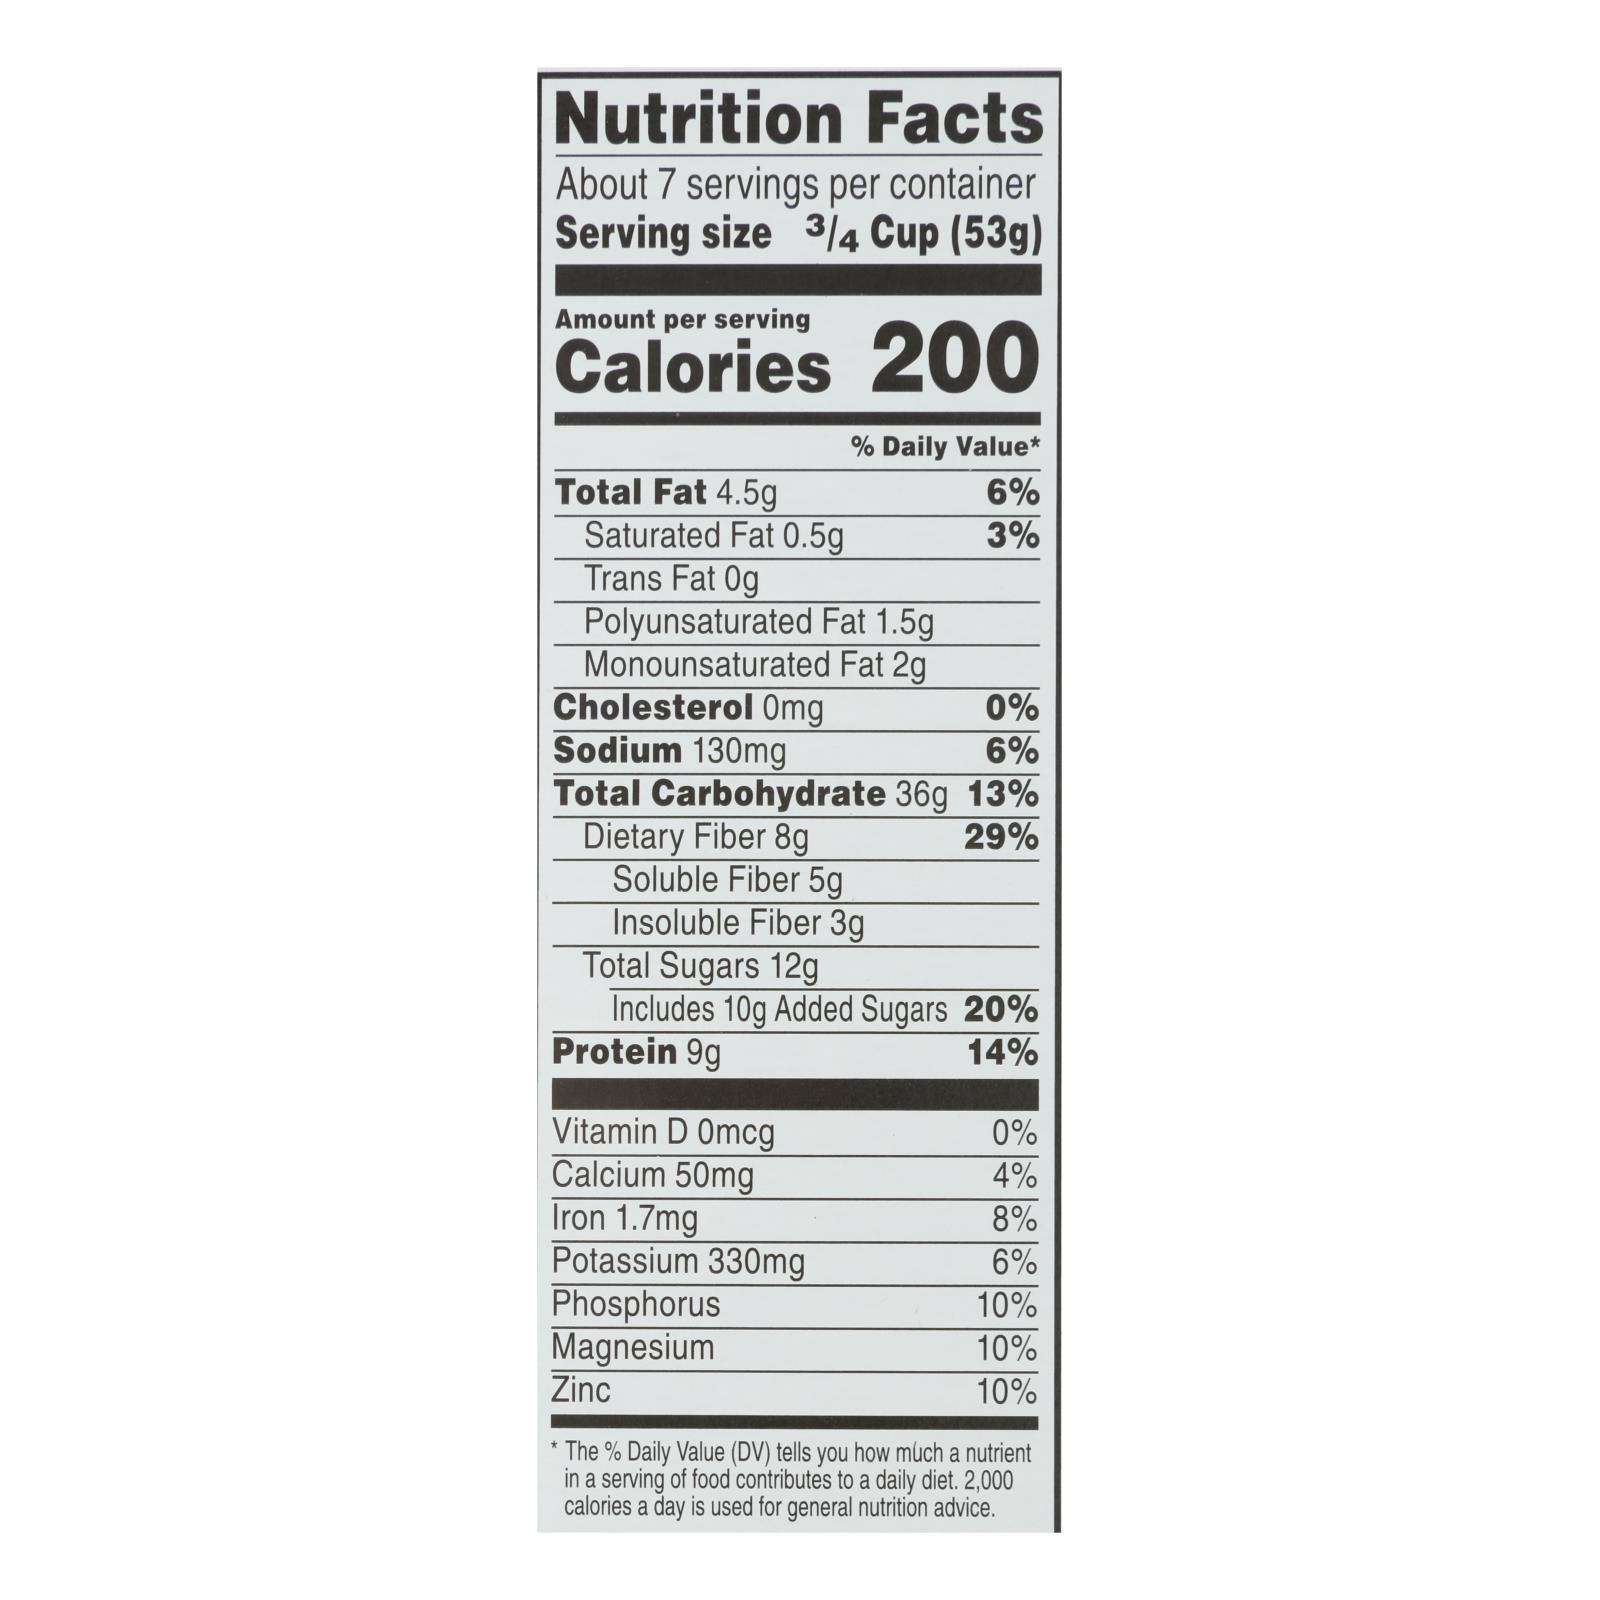 Nutrition Facts
About 7 servings per container
Serving size 3/4 Cup (53g)
Amount per serving
Calories 200
% Daily Value*
Total Fat 4.5g 6%
Saturated Fat 0.5g 3%
Trans Fat 0g
Polyunsaturated Fat 1.5g
Monounsaturated Fat 2g
Cholesterol 0mg 0%
Sodium 130mg 6%
Total Carbohydrate 36g 13%
Dietary Fiber 8g 29%
Soluble Fiber 5g
Insoluble Fiber 3g
Total Sugars 12g
Includes 10g Added Sugars 20%
Protein 9g 14%
Vitamin D 0mcg 0%
Calcium 50mg 4%
Iron 1.7mg 8%
Potassium 330mg 6%
Phosphorus 10%
Magnesium 10%
Zinc 10%
* The % Daily Value (DV) tells you how much a nutrient
in a serving of food contributes to a daily diet. 2,000
calories a day is used for general nutrition advice.